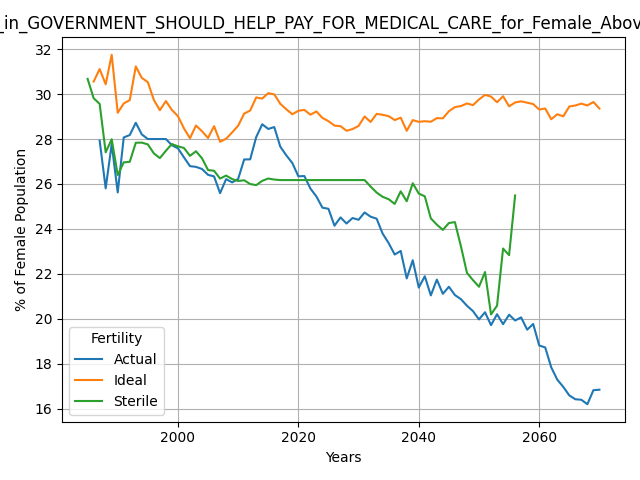 _in_GOVERNMENT_SHOULD_HELP_PAY_FOR_MEDICAL_CARE_for_Female_Abov
32
30
28
26
24
22
20
18
16
% of Female Population
Fertility
Actual
Ideal
Sterile
2000 2020 2040 2060
Years